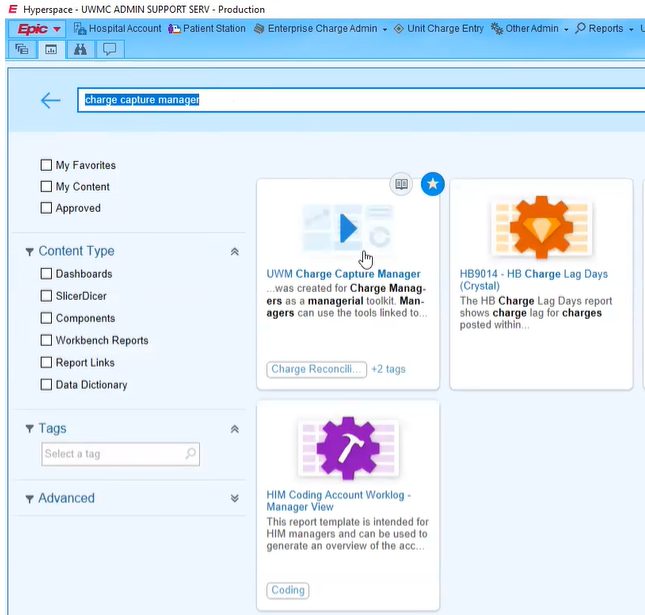 Hyperspace - UWMC ADMIN SUPPORT SERV - Production
Epic Hospital Account Patient Station Enterprise Charge Admin Unit Charge Entry Other Admin Reports
charge capture manager
My Favorites
My Content
Approved
Content Type
Dashboards
SlicerDicer
Components
Workbench Reports
Report Links
Data Dictionary
Tags
Select a tag
Advanced
UWM Charge Capture Manager
...was created for Charge Manag-
ers as a managerial toolkit. Man-
agers can use the tools linked to...
Charge Reconcili... +2 tags
HB9014 - HB Charge Lag Days
(Crystal)
The HB Charge Lag Days report
shows charge lag for charges
posted within...
HIM Coding Account Worklog -
Manager View
This report template is intended for
HIM managers and can be used to
generate an overview of the acc...
Coding